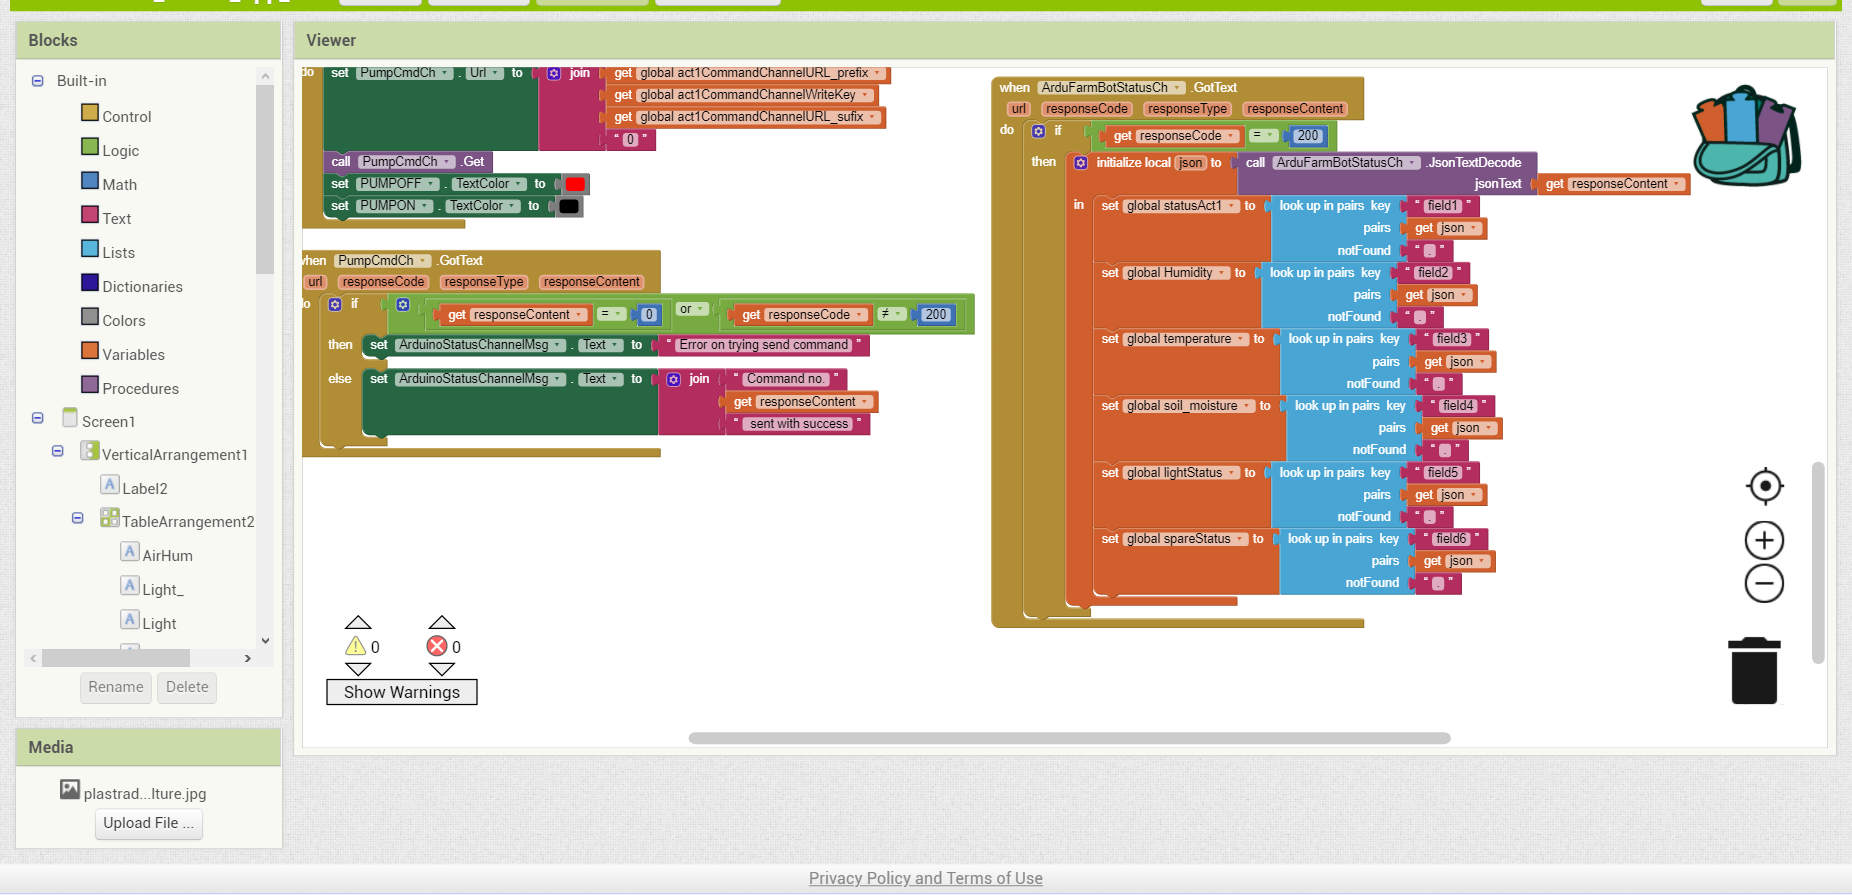 Blocks
Built-in
Control
Logic
Math
Text
Lists
Dictionaries
Colors
Variables
Procedures
Screen1
VerticalArrangement1
Label2
TableArrangement2
AirHum
Light_
Light
Rename Delete
Media
plastrad...lture.jpg
Upload File ...
Viewer
do set PumpCmdCh . Url to join get global act1CommandChannelURL_prefix
get global act1CommandChannelWriteKey
get global act1CommandChannelURL_sufix
“ 0 ”
call PumpCmdCh .Get
set PUMPOFF . TextColor to
set PUMPON . TextColor to
when PumpCmdCh .GotText
url responseCode responseType responseContent
do if get responseContent = 0 or get responseCode ≠ 200
then set ArduinoStatusChannelMsg . Text to “ Error on trying send command ”
else set ArduinoStatusChannelMsg . Text to join “ Command no. ”
get responseContent
“ sent with success ”
0 0
Show Warnings
when ArduFarmBotStatusCh .GotText
url responseCode responseType responseContent
do if get responseCode = 200
then initialize local json to call ArduFarmBotStatusCh .JsonTextDecode
jsonText get responseContent
in set global statusAct1 to look up in pairs key “ field1 ”
pairs get json
notFound “ . ”
set global Humidity to look up in pairs key “ field2 ”
pairs get json
notFound “ . ”
set global temperature to look up in pairs key “ field3 ”
pairs get json
notFound “ . ”
set global soil_moisture to look up in pairs key “ field4 ”
pairs get json
notFound “ . ”
set global lightStatus to look up in pairs key “ field5 ”
pairs get json
notFound “ . ”
set global spareStatus to look up in pairs key “ field6 ”
pairs get json
notFound “ . ”
Privacy Policy and Terms of Use